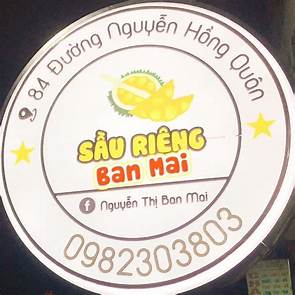 84 Đường Nguyễn Hồng Quân
SẦU RIÊNG
Ban Mai
Nguyễn Thị Ban Mai
0982303803